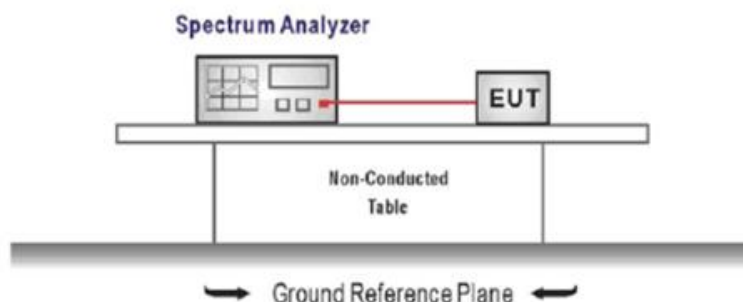 Spectrum Analyzer
EUT
Non-Conducted
Table
Ground Reference Plane